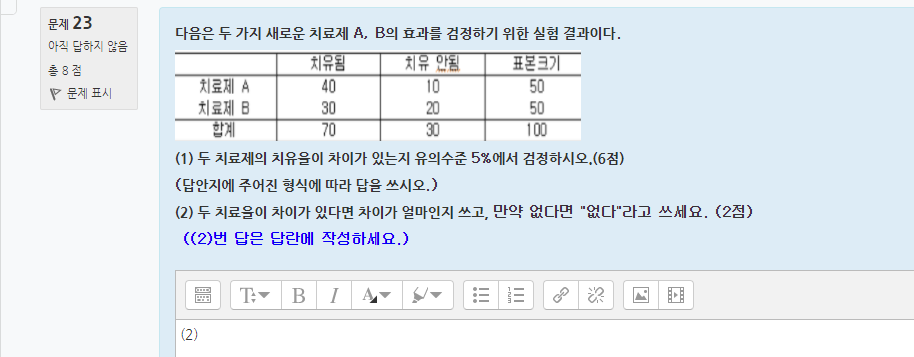 문제 23
아직 답하지 않음
총 8 점
문제 표시
다음은 두 가지 새로운 치료제 A, B의 효과를 검정하기 위한 실험 결과이다.
치유됨 치유 안됨 표본크기
치료제 A 40 10 50
치료제 B 30 20 50
합계 70 30 100
(1) 두 치료제의 치유율이 차이가 있는지 유의수준 5%에서 검정하시오.(6점)
(답안지에 주어진 형식에 따라 답을 쓰시오.)
(2) 두 치료율이 차이가 있다면 차이가 얼마인지 쓰고, 만약 없다면 "없다"라고 쓰세요. (2점)
((2)번 답은 답란에 작성하세요.)
T B I A
(2)